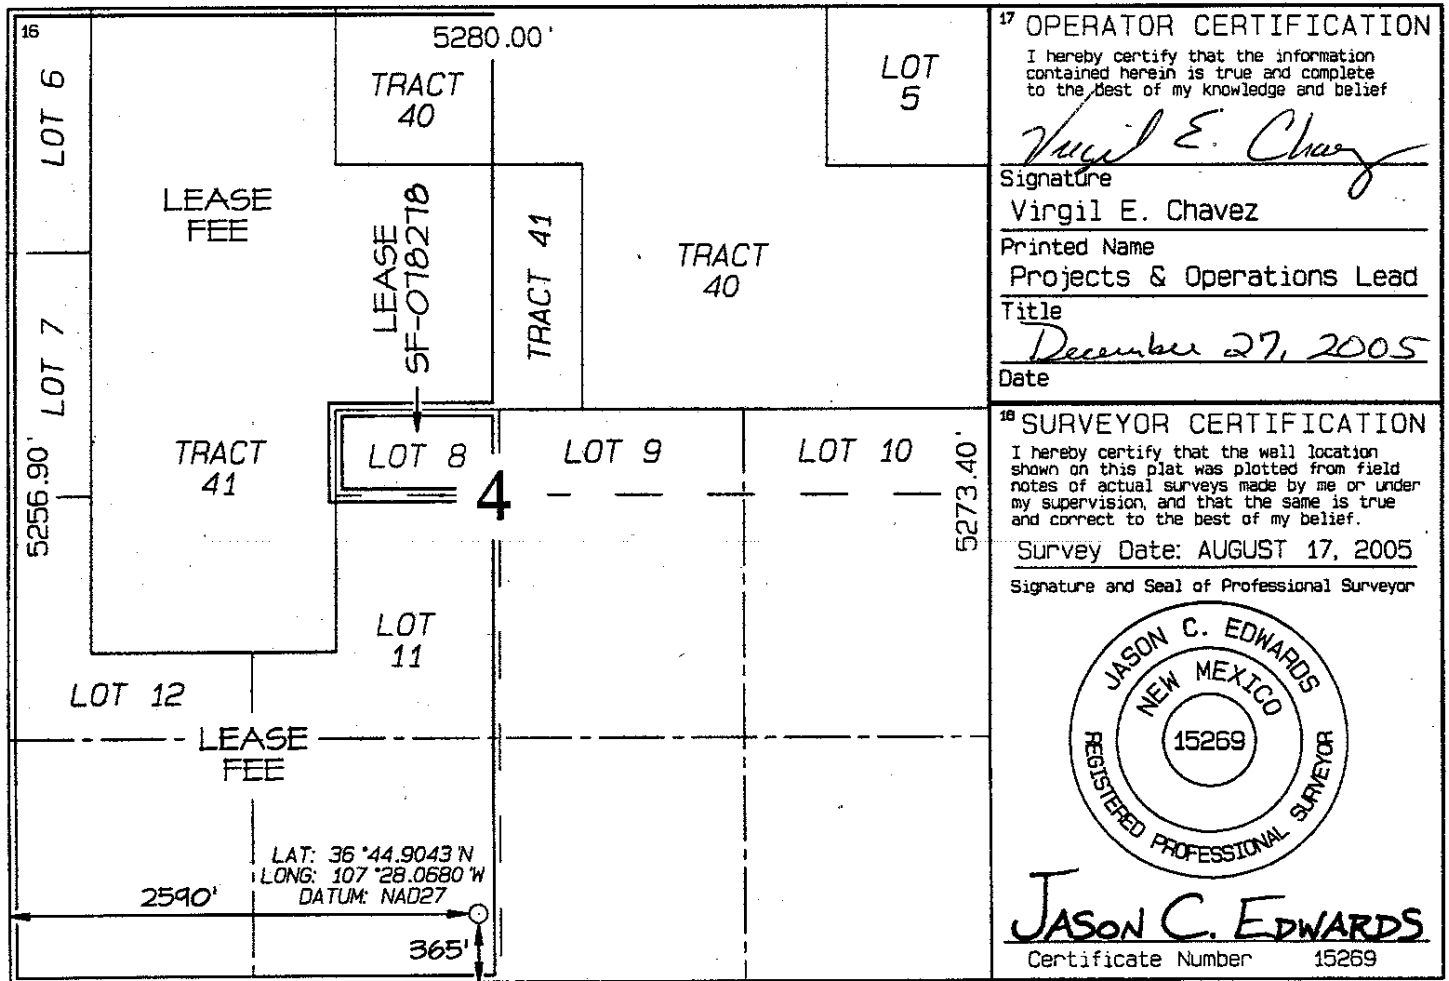 16
5280.00'
LOT 6
TRACT
40
LOT
5
LEASE
FEE
LEASE
SF-078278
TRACT 41
TRACT
40
LOT 7
5256.90'
TRACT
41
LOT 8
4
LOT 9
LOT 10
5273.40'
LOT
11
LOT 12
LEASE
FEE
LAT: 36°44.9043'N
LONG: 107°28.0680'W
DATUM: NAD27
2590'
365'
17 OPERATOR CERTIFICATION
I hereby certify that the information
contained herein is true and complete
to the best of my knowledge and belief
Virgil E. Chavez
Signature
Virgil E. Chavez
Printed Name
Projects & Operations Lead
Title
December 27, 2005
Date
18 SURVEYOR CERTIFICATION
I hereby certify that the well location
shown on this plat was plotted from field
notes of actual surveys made by me or under
my supervision, and that the same is true
and correct to the best of my belief.
Survey Date: AUGUST 17, 2005
Signature and Seal of Professional Surveyor
JASON C. EDWARDS
NEW MEXICO
15269
REGISTERED PROFESSIONAL SURVEYOR
JASON C. EDWARDS
Certificate Number 15269